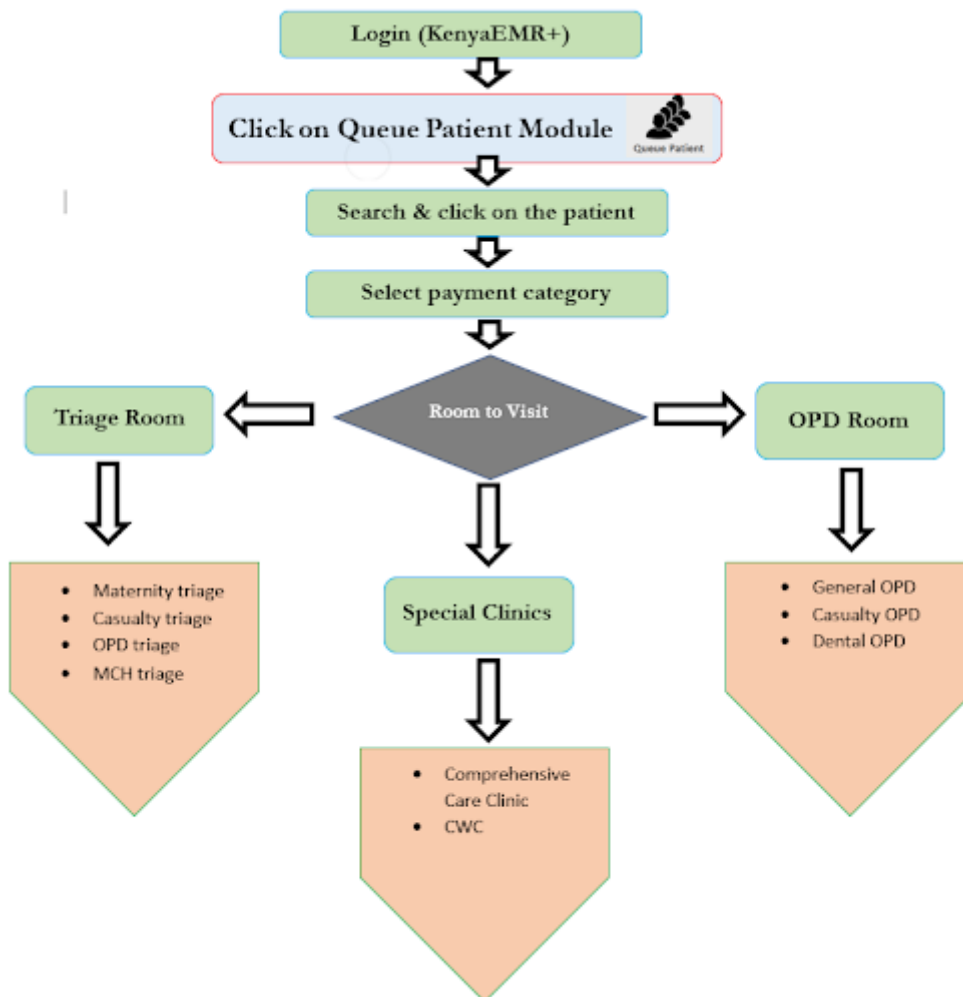 Login (KenyaEMR+)
Click on Queue Patient Module
Queue Patient
Search & click on the patient
Select payment category
Room to Visit
Triage Room
OPD Room
• Maternity triage
• Casualty triage
• OPD triage
• MCH triage
Special Clinics
• General OPD
• Casualty OPD
• Dental OPD
• Comprehensive
Care Clinic
• CWC